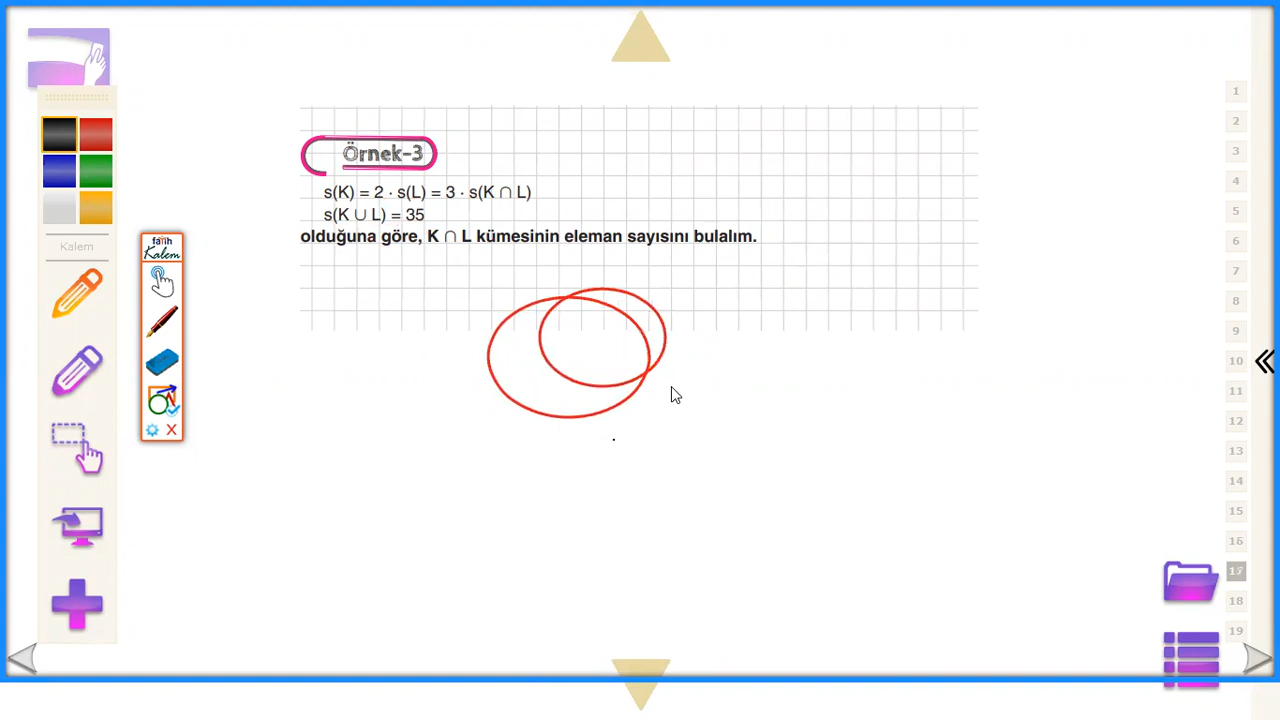 Örnek-3
s(K) = 2 · s(L) = 3 · s(K ∩ L)
s(K ∪ L) = 35
olduğuna göre, K ∩ L kümesinin eleman sayısını bulalım.
Kalem
fatih
Kalem
1
2
3
4
5
6
7
8
9
10
11
12
13
14
15
16
17
18
19